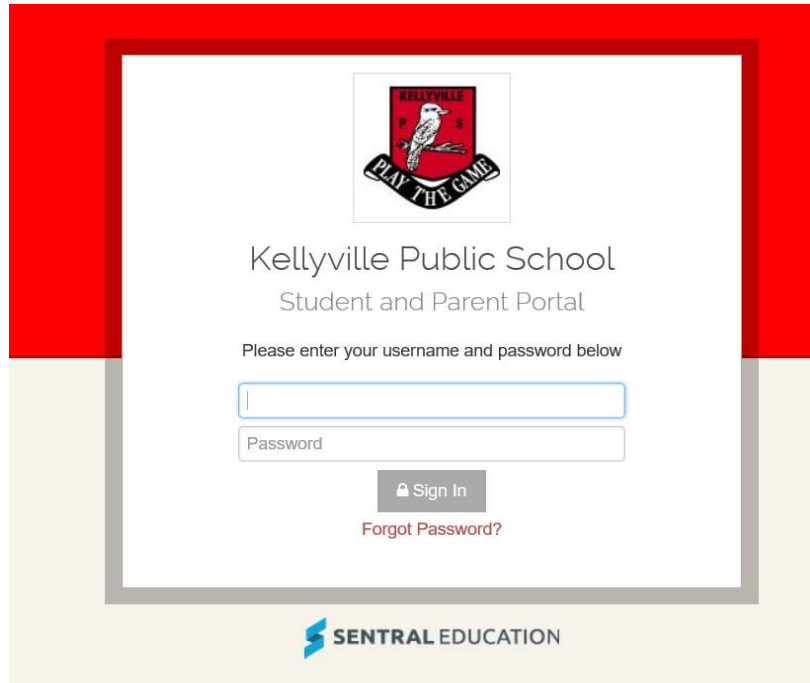 KELLYVILLE
P S
PLAY THE GAME
Kellyville Public School
Student and Parent Portal
Please enter your username and password below
Password
Sign In
Forgot Password?
SENTRAL EDUCATION